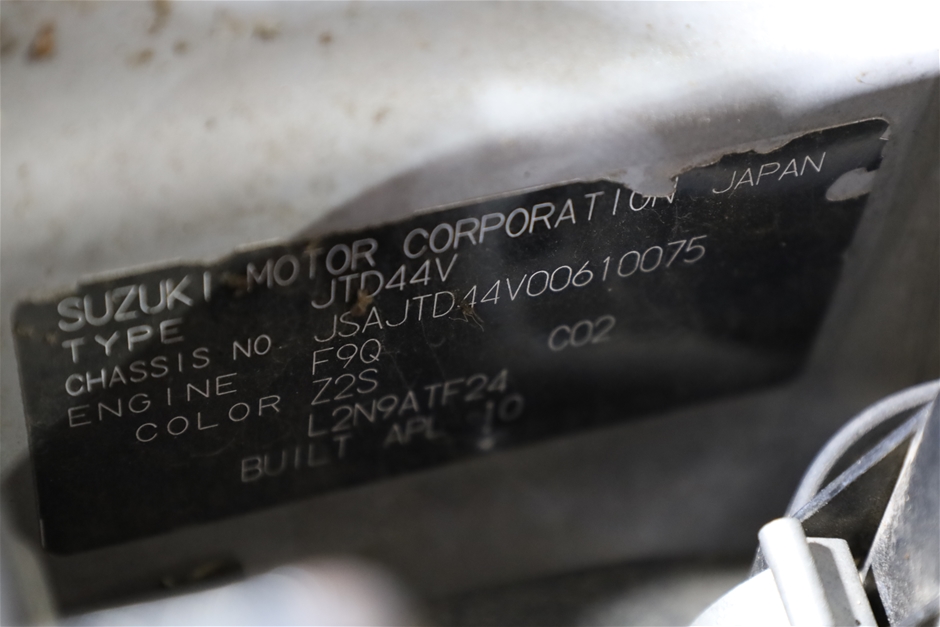 SUZUKI MOTOR CORPORATION JAPAN
TYPE JTD44V
CHASSIS NO JSAJTD44V00610075
ENGINE F9Q
COLOR Z2S C02
L2N9ATF24
BUILT APL 10